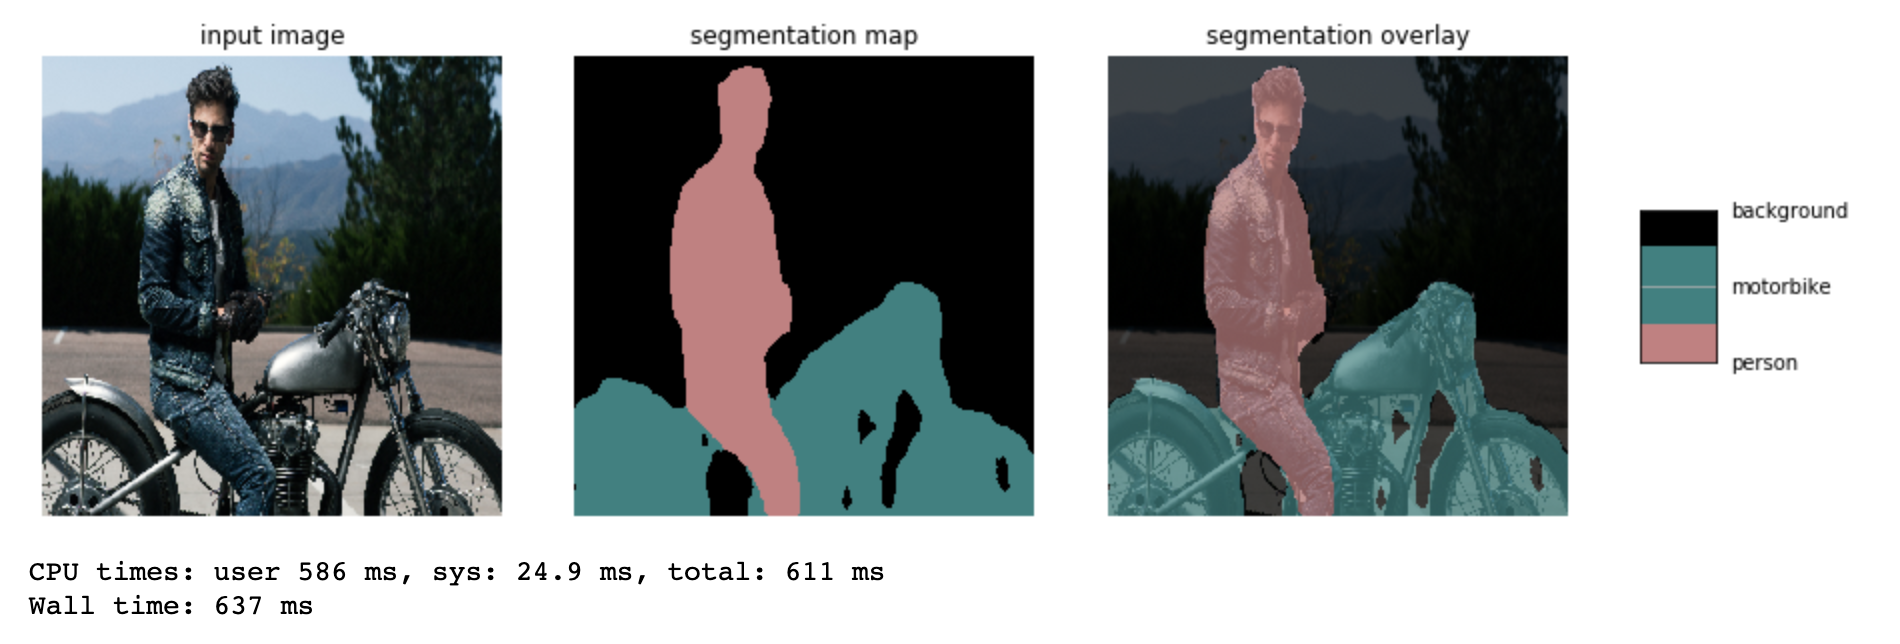 input image
segmentation map
segmentation overlay
background
motorbike
person
CPU times: user 586 ms, sys: 24.9 ms, total: 611 ms
Wall time: 637 ms